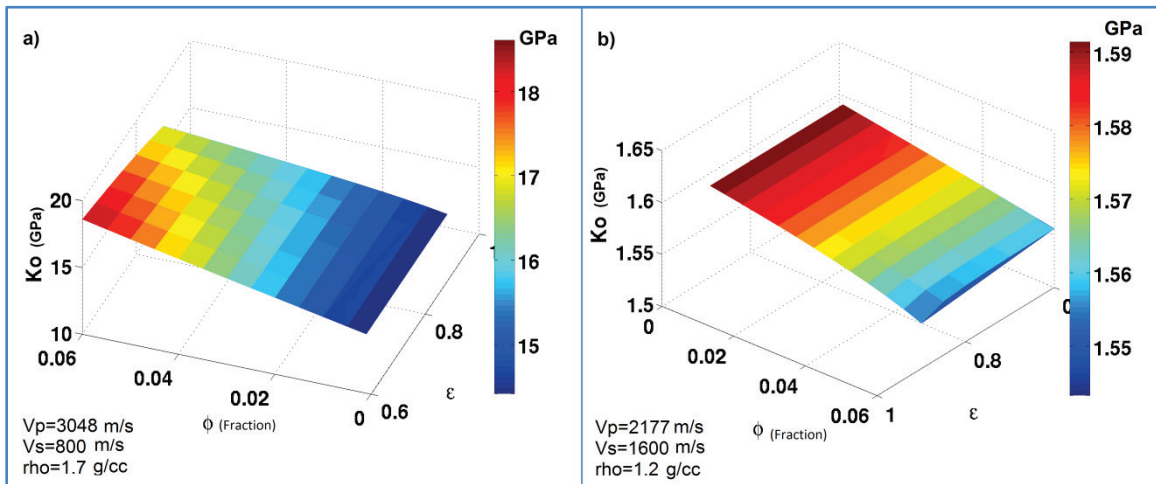 a)
GPa
18
17
16
15
Ko (GPa)
20
15
10
0.06
0.04
0.02
0
0.6
0.8
1
ϕ (Fraction)
ε
Vp=3048 m/s
Vs=800 m/s
rho=1.7 g/cc
b)
GPa
1.59
1.58
1.57
1.56
1.55
Ko (GPa)
1.65
1.6
1.55
1.5
0
0.02
0.04
0.06
1
0.8
ϕ (Fraction)
ε
Vp=2177 m/s
Vs=1600 m/s
rho=1.2 g/cc